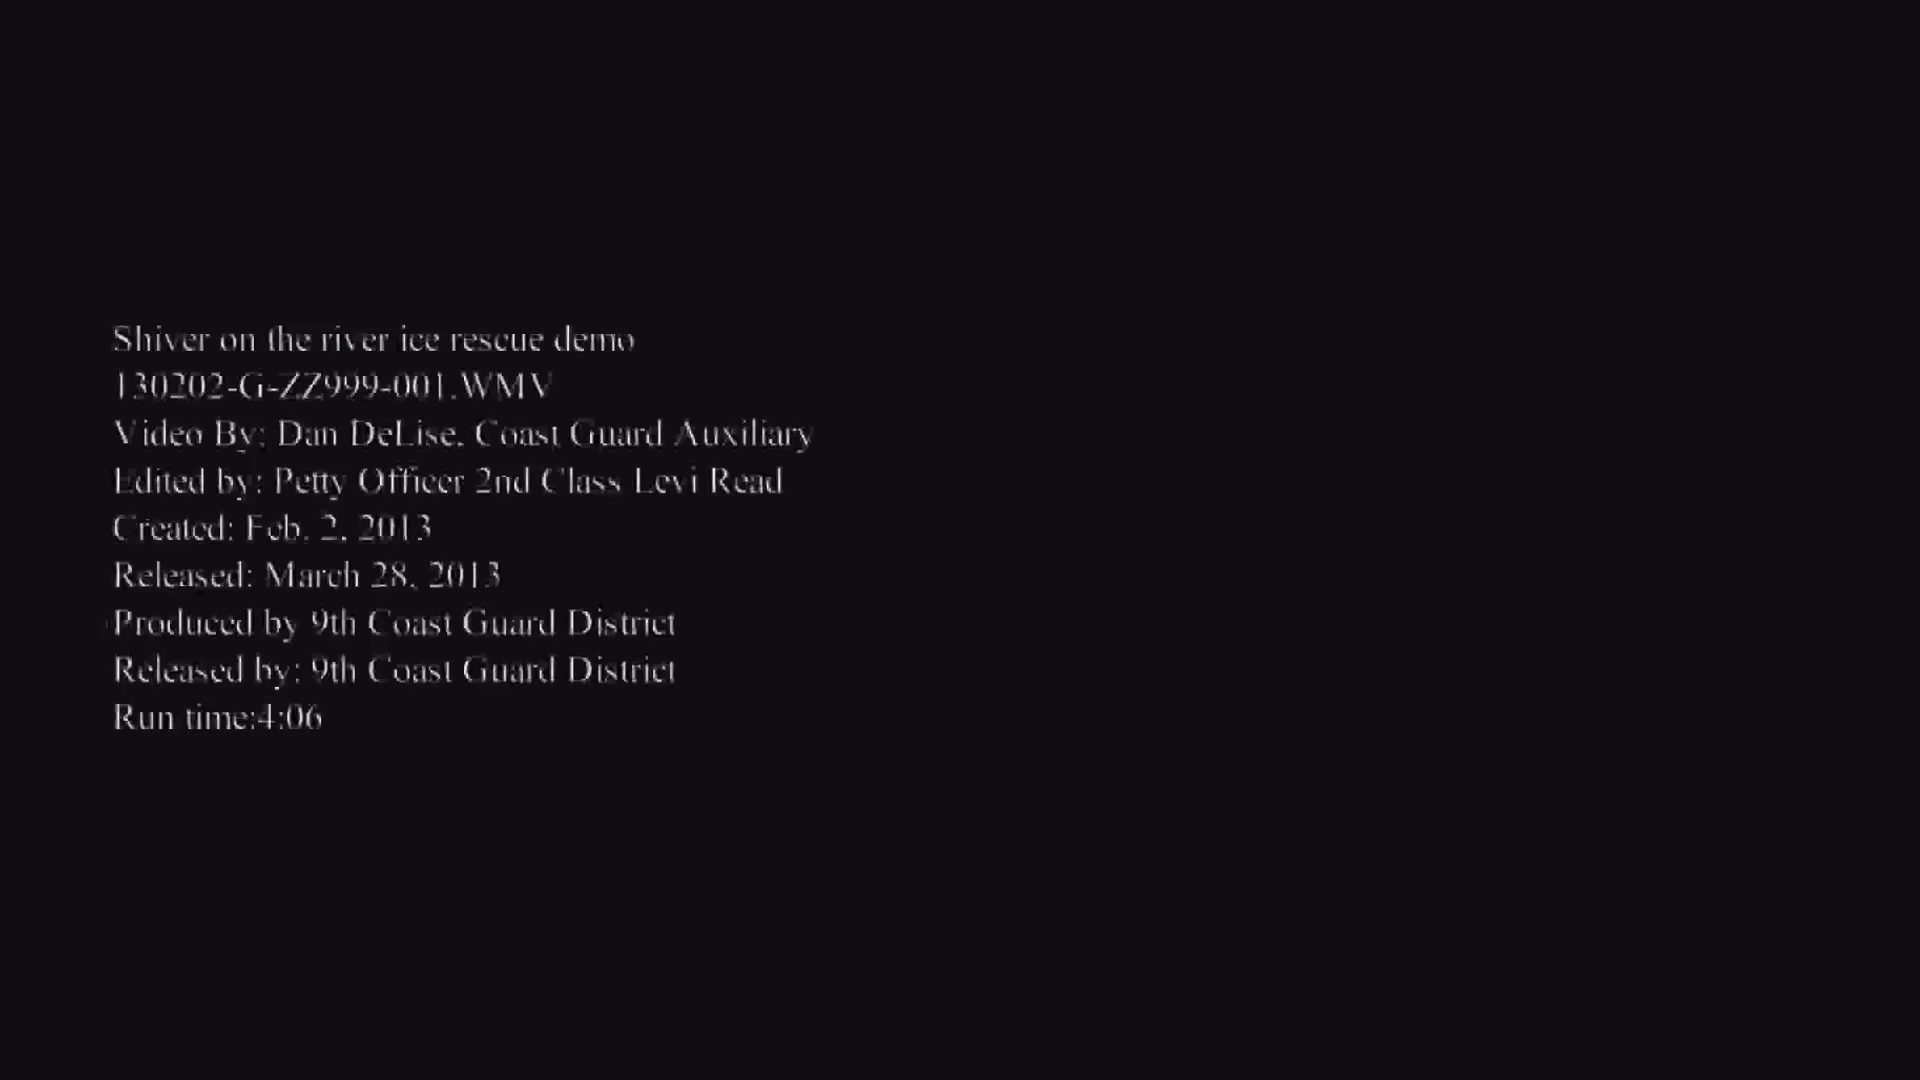 Shiver on the river ice rescue demo
130202-G-ZZ999-001.WMV
Video By: Dan DeLise, Coast Guard Auxiliary
Edited by: Petty Officer 2nd Class Levi Read
Created: Feb. 2, 2013
Released: March 28, 2013
Produced by 9th Coast Guard District
Released by: 9th Coast Guard District
Run time:4:06